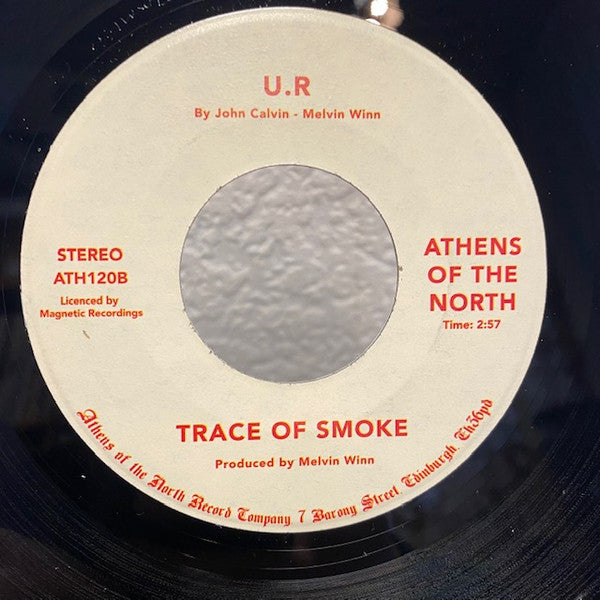 U.R
By John Calvin - Melvin Winn
STEREO
ATH120B
Licenced by
Magnetic Recordings
ATHENS
OF THE
NORTH
Time: 2:57
TRACE OF SMOKE
Produced by Melvin Winn
Athens of the North Record Company 7 Barony Street Edinburgh Eh36pd